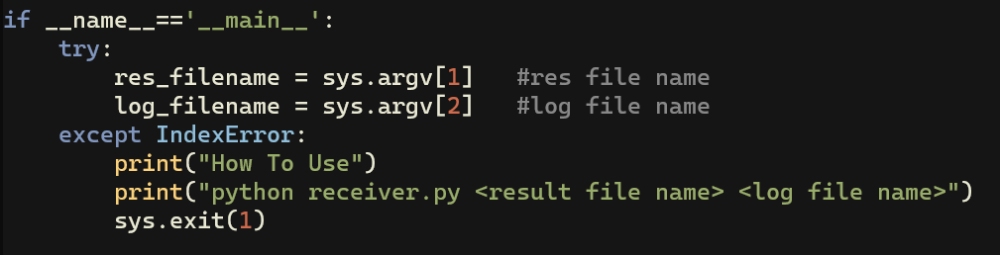 if __name__=='__main__':
    try:
        res_filename = sys.argv[1]   #res file name
        log_filename = sys.argv[2]   #log file name
    except IndexError:
        print("How To Use")
        print("python receiver.py <result file name> <log file name>")
        sys.exit(1)